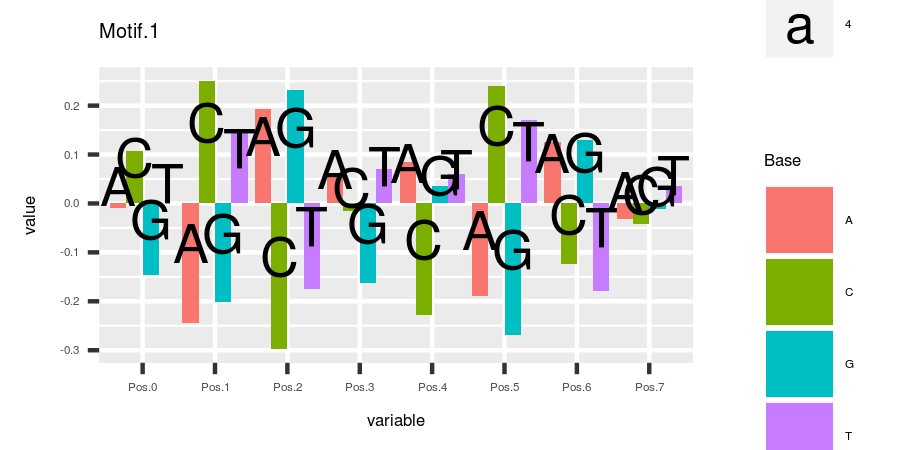 Motif.1
a 4
value
0.2
0.1
0.0
-0.1
-0.2
-0.3
A C G T A C G T A C G T A C G T A C G T A C G T A C G T A C G T
Pos.0 Pos.1 Pos.2 Pos.3 Pos.4 Pos.5 Pos.6 Pos.7
variable
Base
A
C
G
T